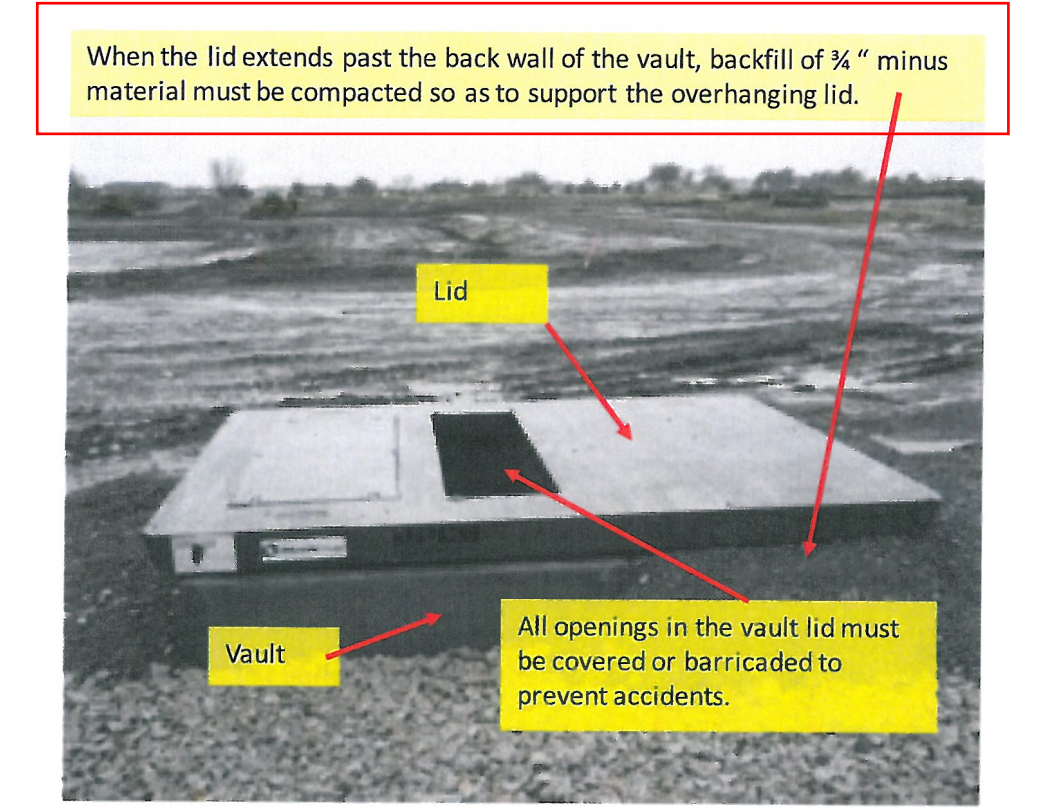 When the lid extends past the back wall of the vault, backfill of ¾ “ minus
material must be compacted so as to support the overhanging lid.
Lid
Vault
All openings in the vault lid must
be covered or barricaded to
prevent accidents.